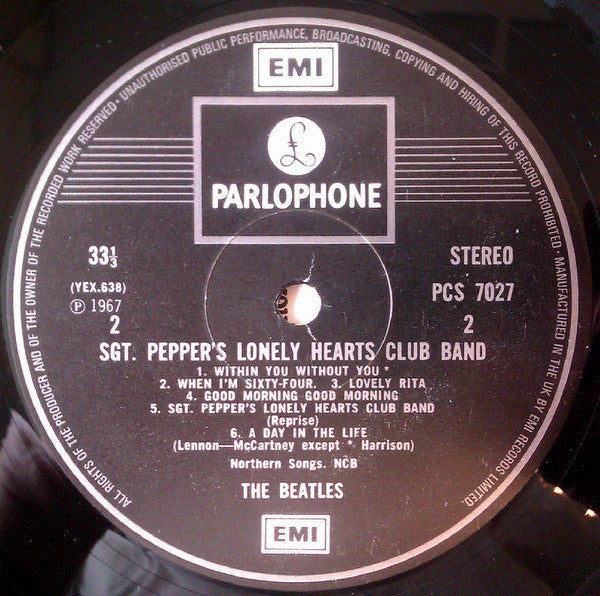 ALL RIGHTS OF THE PRODUCER AND OF THE OWNER OF THE RECORDED WORK RESERVED · UNAUTHORISED PUBLIC PERFORMANCE, BROADCASTING, COPYING AND HIRING OF THIS RECORD PROHIBITED · MANUFACTURED IN THE UK BY EMI RECORDS LIMITED.
EMI
£
PARLOPHONE
33⅓ STEREO
(YEX.638) PCS 7027
℗ 1967
2 2
SGT. PEPPER'S LONELY HEARTS CLUB BAND
1. WITHIN YOU WITHOUT YOU *
2. WHEN I'M SIXTY-FOUR. 3. LOVELY RITA
4. GOOD MORNING GOOD MORNING
5. SGT. PEPPER'S LONELY HEARTS CLUB BAND
(Reprise)
6. A DAY IN THE LIFE
(Lennon—McCartney except * Harrison)
Northern Songs. NCB
THE BEATLES
EMI